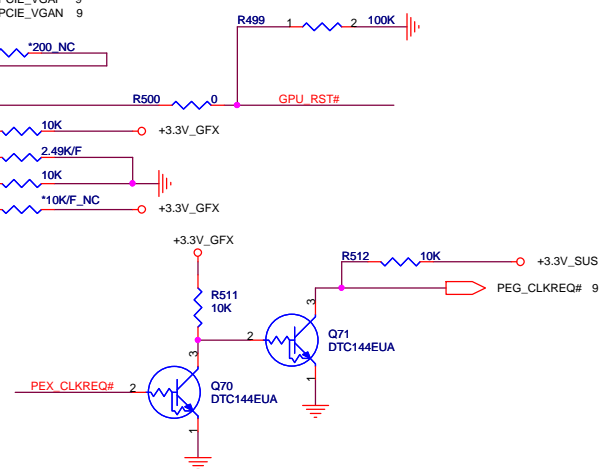 PCIE_VGAP 9
PCIE_VGAN 9
R499 1 2 100K
*200_NC
R500 0 GPU_RST#
10K +3.3V_GFX
2.49K/F
10K
*10K/F_NC +3.3V_GFX
+3.3V_GFX
R512 10K +3.3V_SUS
PEG_CLKREQ# 9
R511
10K
3
2
Q71
DTC144EUA
3
1
PEX_CLKREQ# 2
Q70
DTC144EUA
1